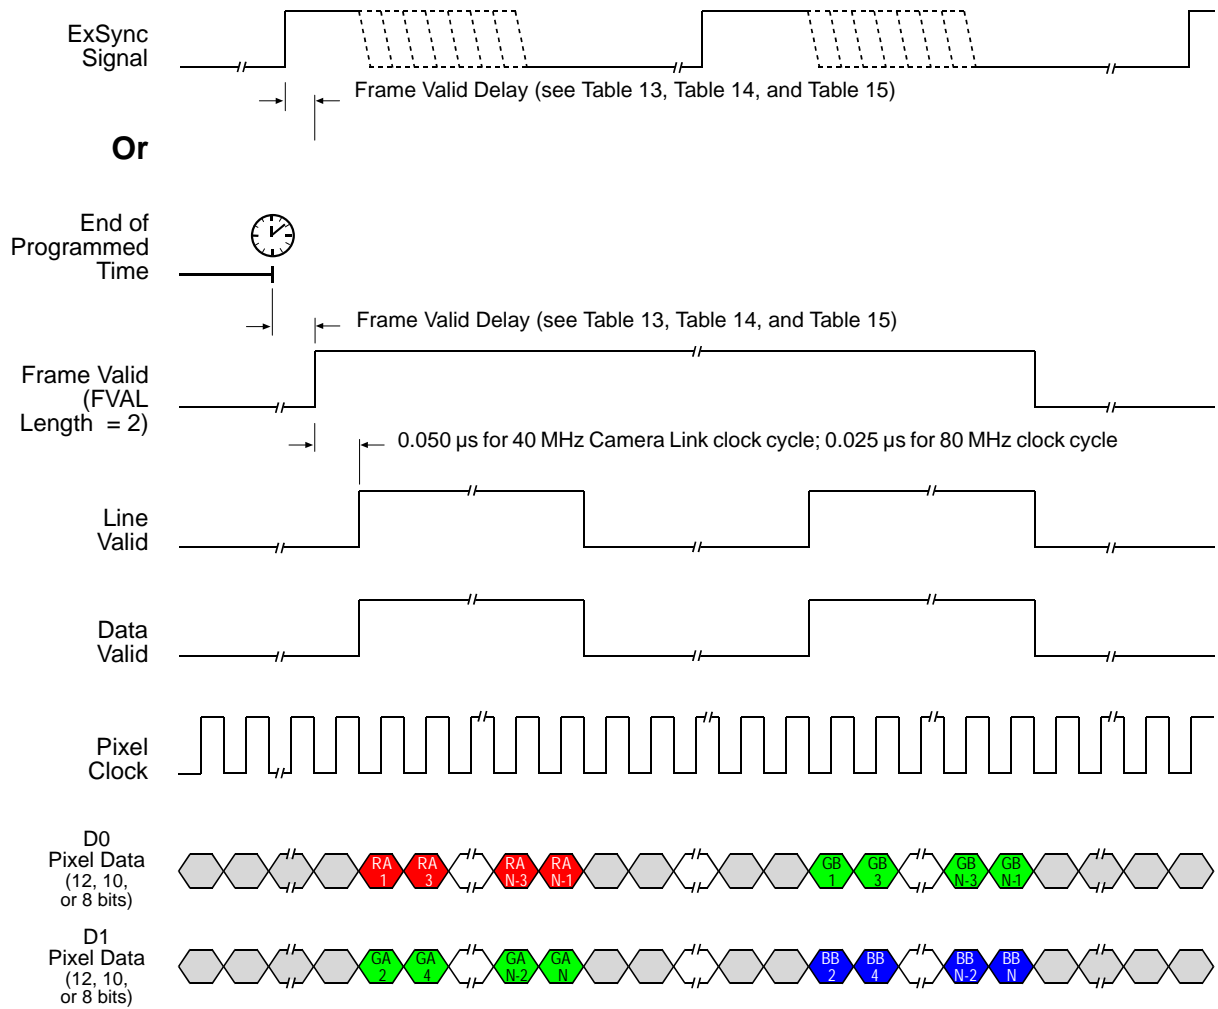 ExSync
Signal
Frame Valid Delay (see Table 13, Table 14, and Table 15)
Or
End of
Programmed
Time
Frame Valid Delay (see Table 13, Table 14, and Table 15)
Frame Valid
(FVAL
Length = 2)
0.050 µs for 40 MHz Camera Link clock cycle; 0.025 µs for 80 MHz clock cycle
Line
Valid
Data
Valid
Pixel
Clock
D0
Pixel Data
(12, 10,
or 8 bits)
RA RA RA RA GB GB GB GB
1 3 N-3 N-1 1 3 N-3 N-1
D1
Pixel Data
(12, 10,
or 8 bits)
GA GA GA GA BB BB BB BB
2 4 N-2 N 2 4 N-2 N